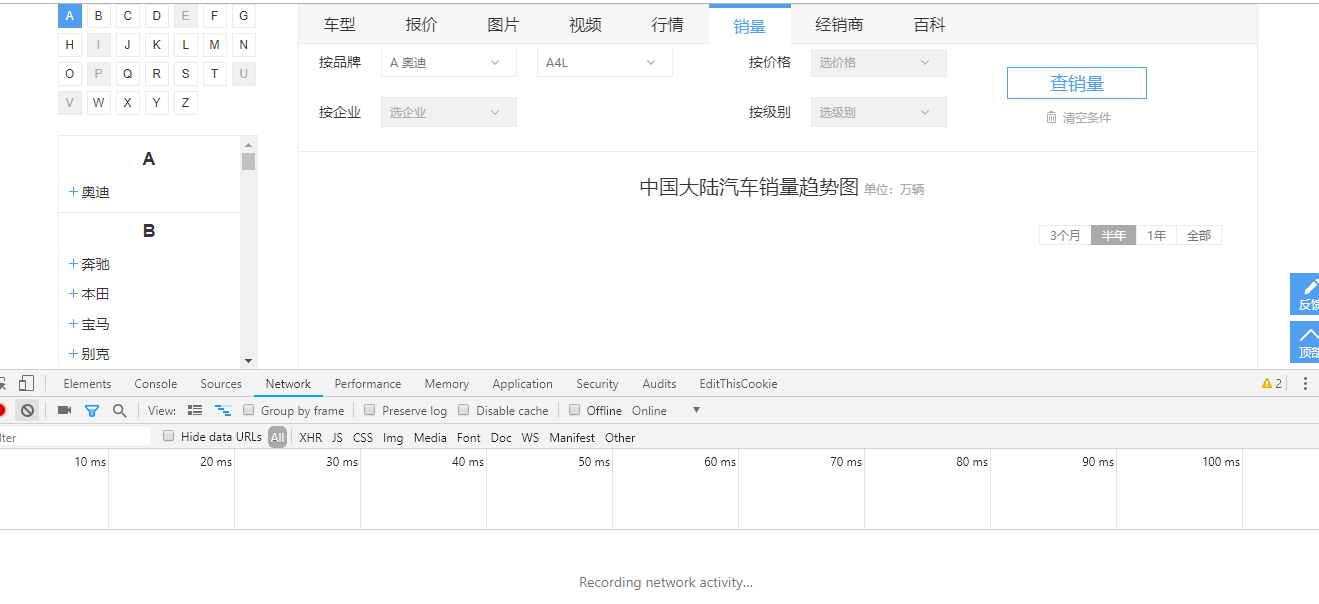 A B C D E F G
H I J K L M N
O P Q R S T U
V W X Y Z
A
+ 奥迪
B
+ 奔驰
+ 本田
+ 宝马
+ 别克
车型 报价 图片 视频 行情 销量 经销商 百科
按品牌 A 奥迪 A4L 按价格 选价格 查销量
按企业 选企业 按级别 选级别 清空条件
中国大陆汽车销量趋势图 单位：万辆
3个月 半年 1年 全部
反馈
顶部
Elements Console Sources Network Performance Memory Application Security Audits EditThisCookie 2
View: Group by frame Preserve log Disable cache Offline Online
lter Hide data URLs All XHR JS CSS Img Media Font Doc WS Manifest Other
10 ms 20 ms 30 ms 40 ms 50 ms 60 ms 70 ms 80 ms 90 ms 100 ms
Recording network activity...